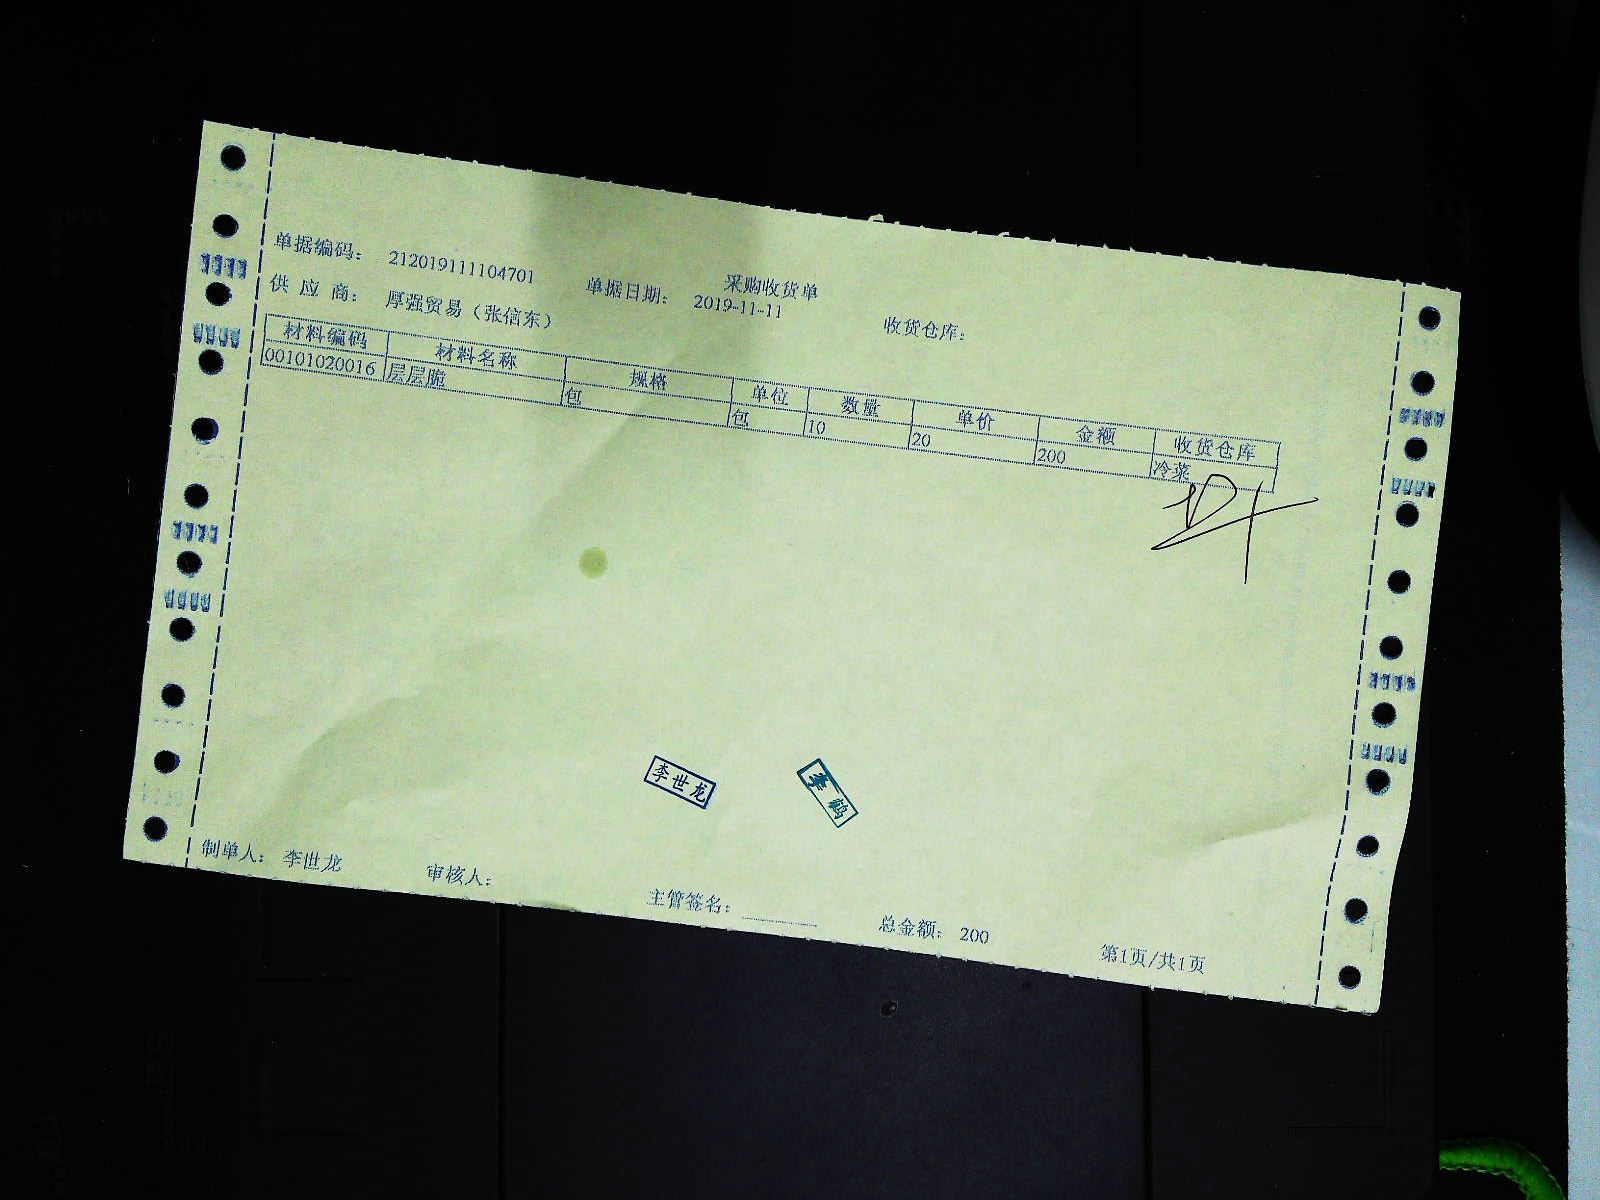 采购收货单
单据编码： 212019111104701 单据日期： 2019-11-11 收货仓库：
供 应 商： 厚强贸易（张信东）
材料编码 材料名称 规格 单位 数量 单价 金额 收货仓库
00101020016 层层脆 包 包 10 20 200 冷菜
李世龙 李鹤
制单人： 李世龙 审核人： 主管签名： 总金额： 200 第1页/共1页